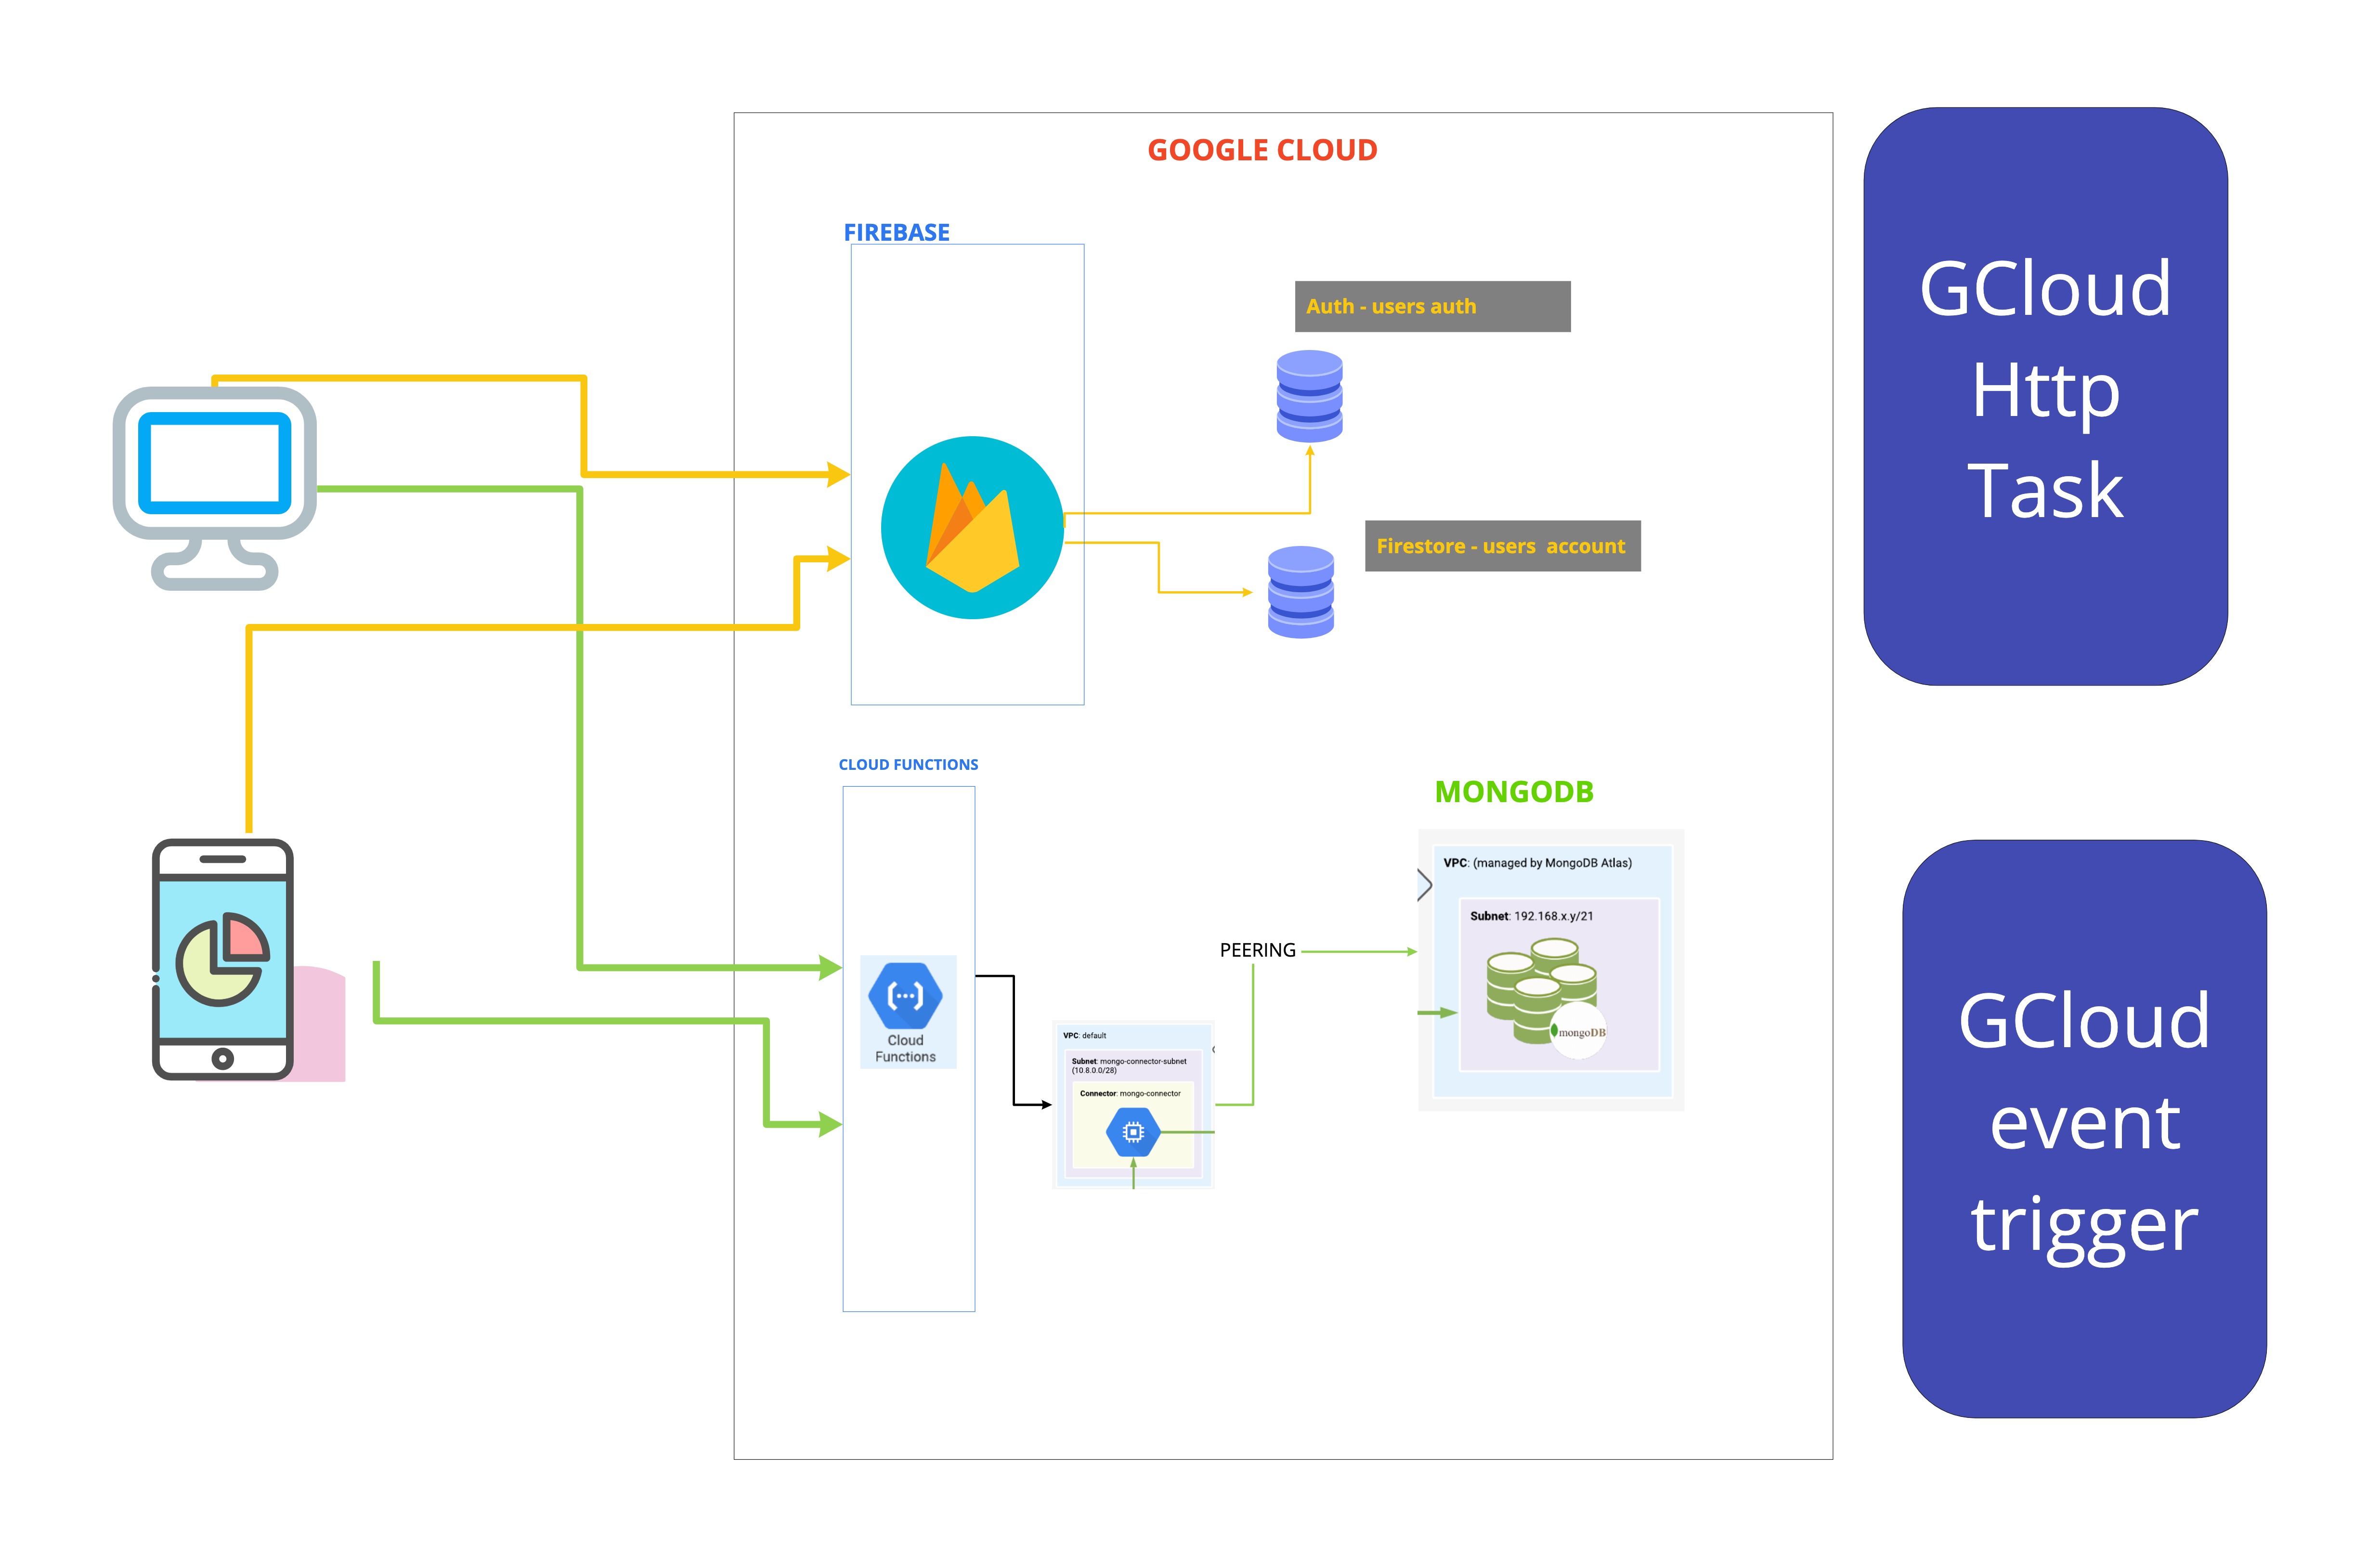 GOOGLE CLOUD
FIREBASE
Auth - users auth
Firestore - users  account
CLOUD FUNCTIONS
Cloud
Functions
VPC: default
Subnet: mongo-connector-subnet
(10.8.0.0/28)
Connector: mongo-connector
PEERING
MONGODB
VPC: (managed by MongoDB Atlas)
Subnet: 192.168.x.y/21
mongoDB
GCloud
Http
Task
GCloud
event
trigger